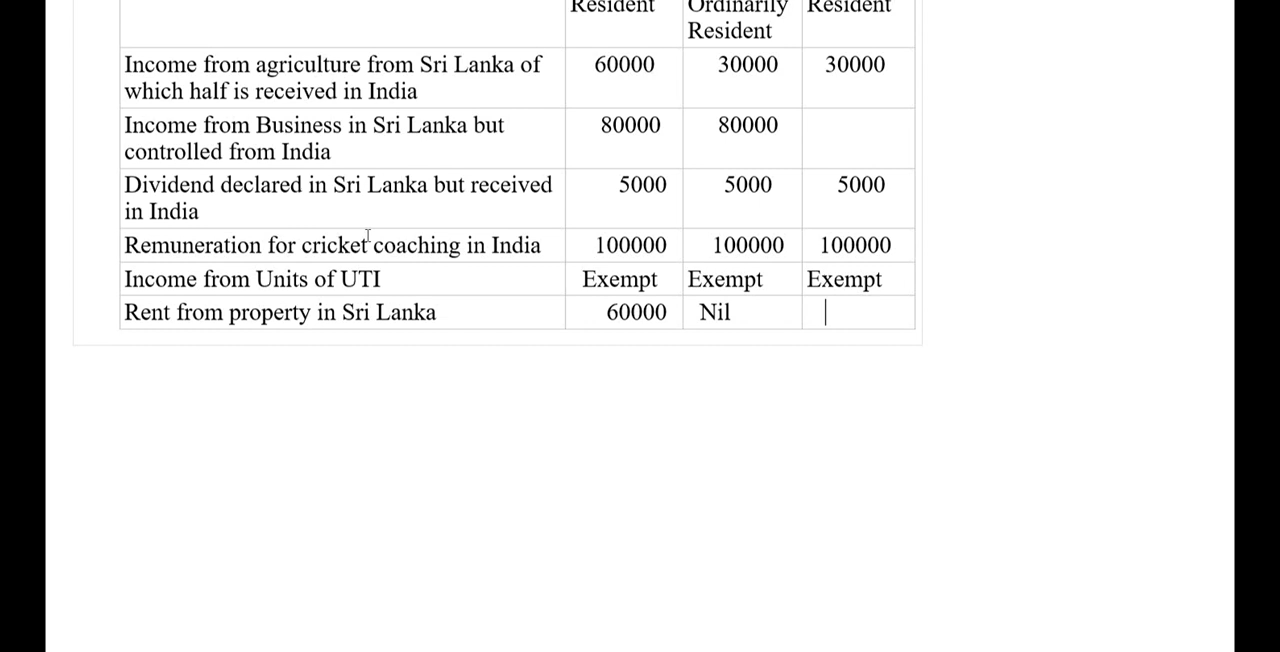 Resident Ordinarily Resident
Resident
Income from agriculture from Sri Lanka of 60000 30000 30000
which half is received in India
Income from Business in Sri Lanka but 80000 80000
controlled from India
Dividend declared in Sri Lanka but received 5000 5000 5000
in India
Remuneration for cricket coaching in India 100000 100000 100000
Income from Units of UTI Exempt Exempt Exempt
Rent from property in Sri Lanka 60000 Nil